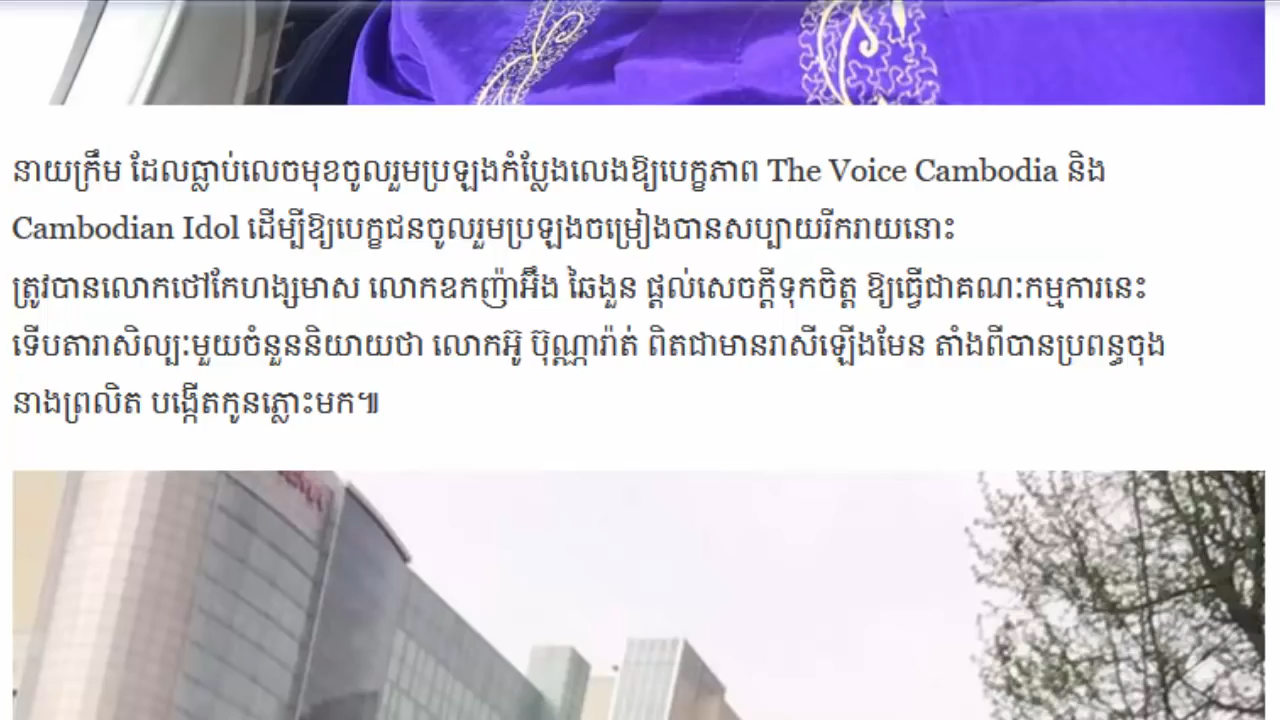 នាយក្រឹម ដែលធ្លាប់លេចមុខចូលរួមប្រឡងកំប្លែងលេងឱ្យបេក្ខភាព The Voice Cambodia និង
Cambodian Idol ដើម្បីឱ្យបេក្ខជនចូលរួមប្រឡងចម្រៀងបានសប្បាយរីករាយនោះ
ត្រូវបានលោកថៅកែហង្សមាស លោកឧកញ៉ាអឹង ឆៃងួន ផ្តល់សេចក្តីទុកចិត្ត ឱ្យធ្វើជាគណៈកម្មការនេះ
ទើបតារាសិល្បៈមួយចំនួននិយាយថា លោកអ៊ូ ប៊ុណ្ណារ៉ាត់ ពិតជាមានរាសីឡើងមែន តាំងពីបានប្រពន្ធចុង
នាងព្រលិត បង្កើតកូនភ្លោះមក៕